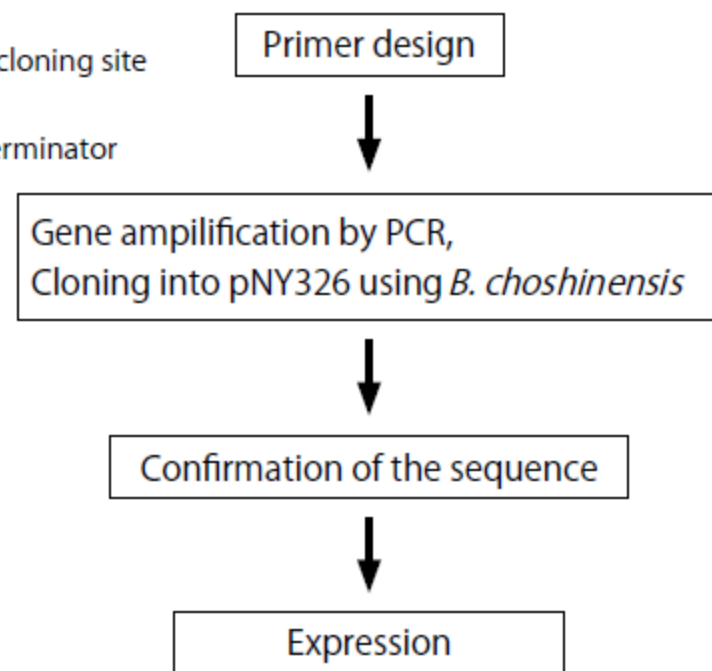 cloning site
Primer design
erminator
Gene ampilification by PCR,
Cloning into pNY326 using B. choshinensis
Confirmation of the sequence
Expression